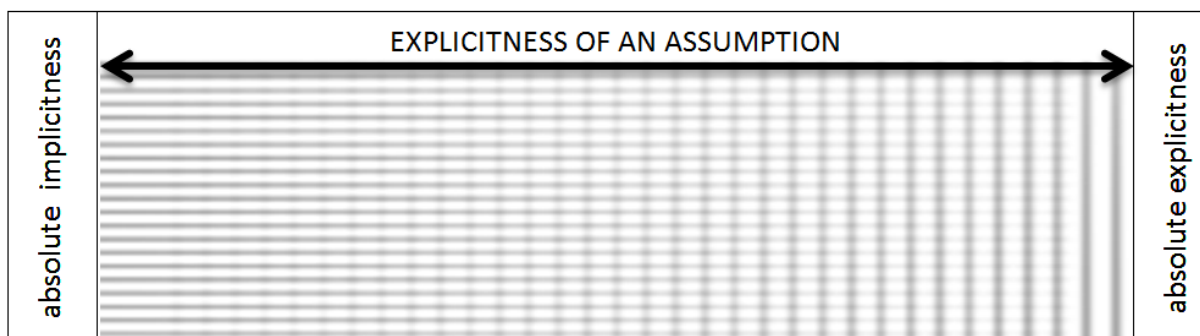 absolute implicitness
EXPLICITNESS OF AN ASSUMPTION
absolute explicitness